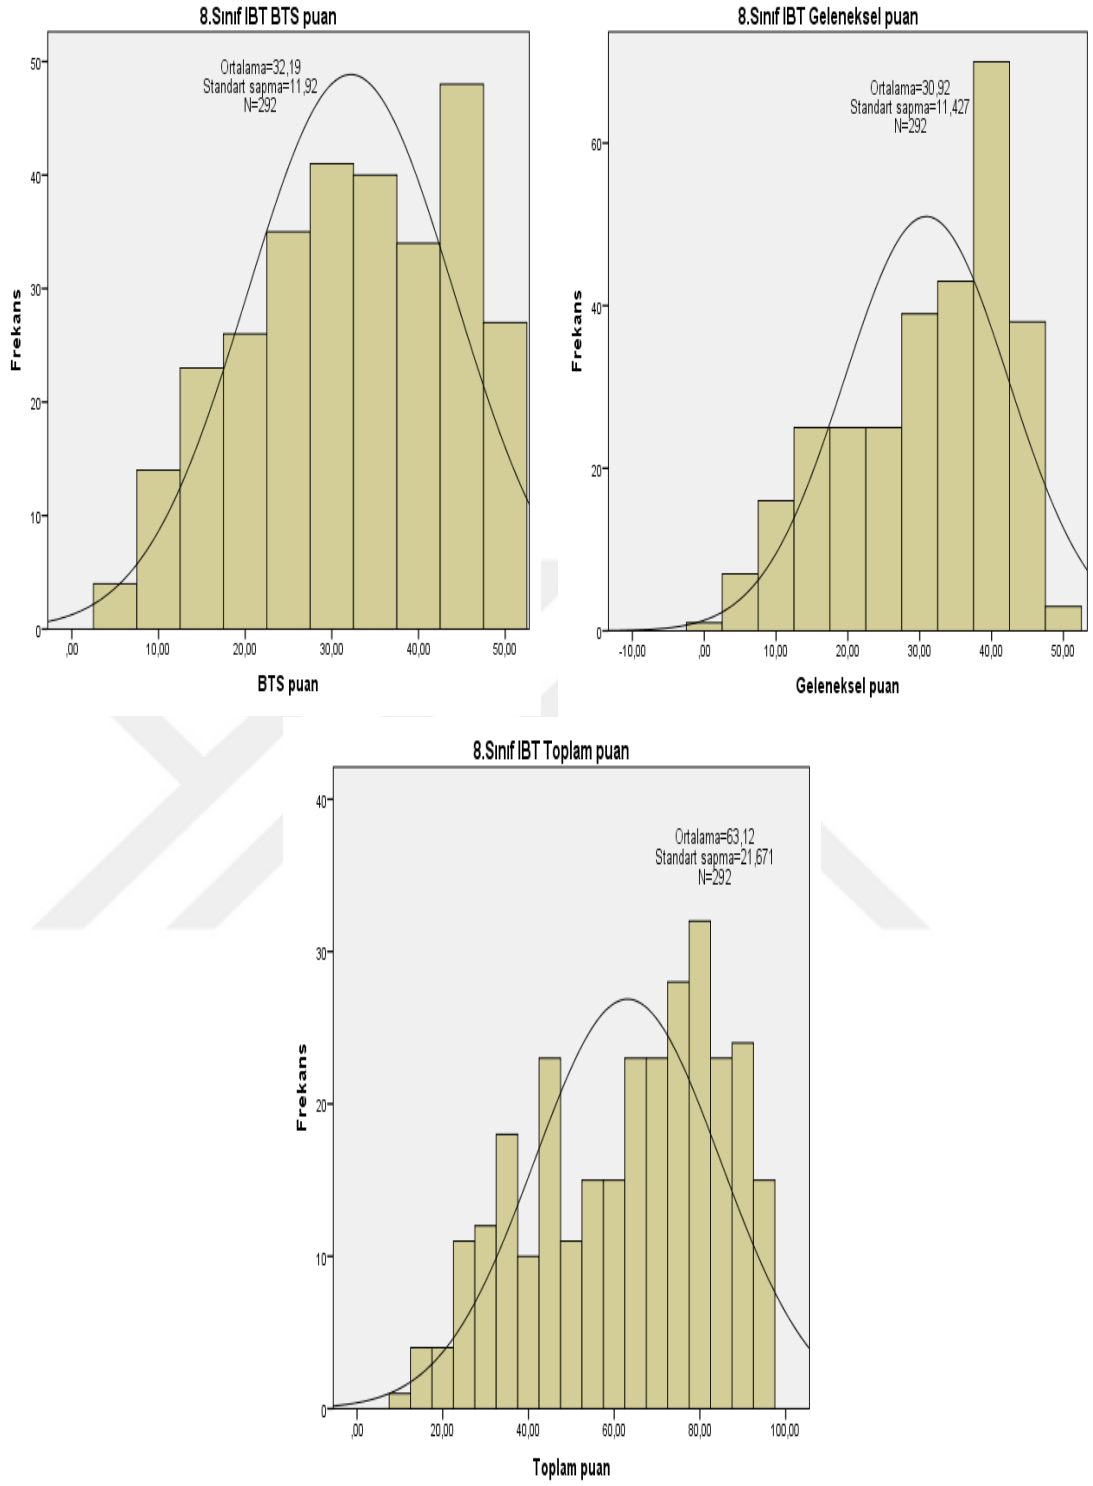 8.Sınıf IBT BTS puan
Ortalama=32,19
Standart sapma=11,92
N=292
50
40
30
20
10
0
Frekans
,00 10,00 20,00 30,00 40,00 50,00
BTS puan
8.Sınıf IBT Geleneksel puan
Ortalama=30,92
Standart sapma=11,427
N=292
60
40
20
0
Frekans
-10,00 ,00 10,00 20,00 30,00 40,00 50,00
Geleneksel puan
8.Sınıf IBT Toplam puan
Ortalama=63,12
Standart sapma=21,671
N=292
40
30
20
10
0
Frekans
,00 20,00 40,00 60,00 80,00 100,00
Toplam puan